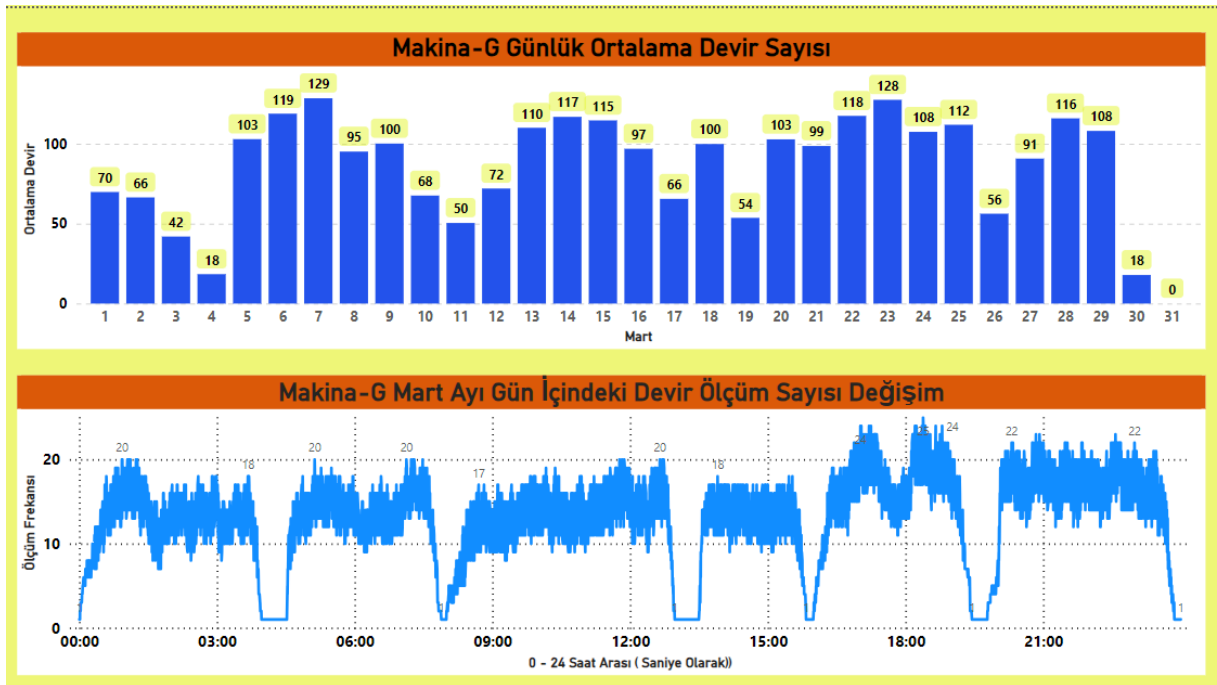 Makina-G Günlük Ortalama Devir Sayısı
Ortalama Devir
100
50
0
70 66 42 18 103 119 129 95 100 68 50 72 110 117 115 97 66 100 54 103 99 118 128 108 112 56 91 116 108 18 0
1 2 3 4 5 6 7 8 9 10 11 12 13 14 15 16 17 18 19 20 21 22 23 24 25 26 27 28 29 30 31
Mart
Makina-G Mart Ayı Gün İçindeki Devir Ölçüm Sayısı Değişim
Ölçüm Frekansı
20
10
0
20 18 20 20 17 20 18 24 25 24 22 22
1 1 1 1 1
00:00 03:00 06:00 09:00 12:00 15:00 18:00 21:00
0 - 24 Saat Arası ( Saniye Olarak))